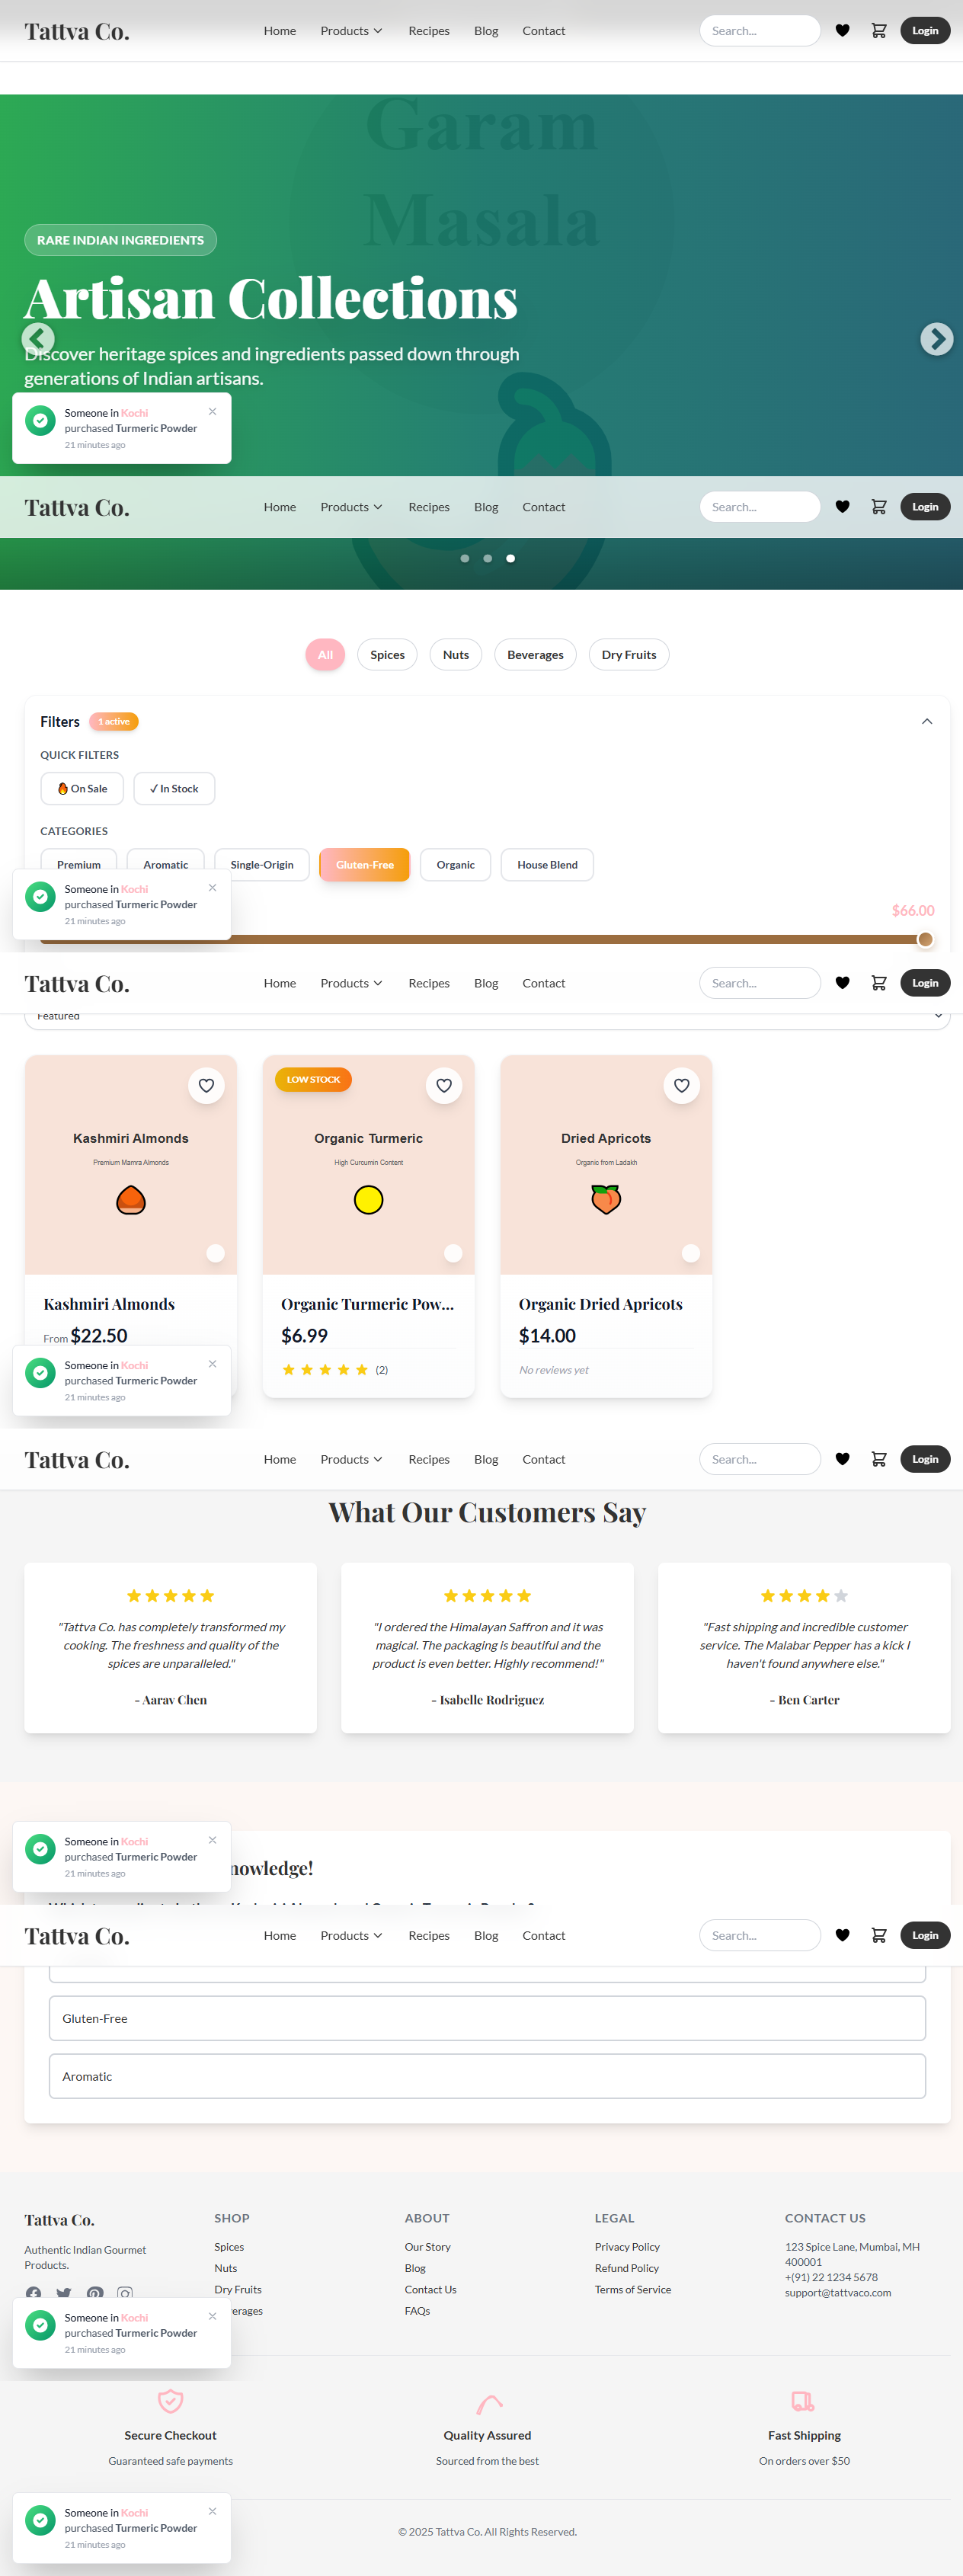 Tattva Co.
Home Products Recipes Blog Contact
Search...
Login
Garam
Masala
RARE INDIAN INGREDIENTS
Artisan Collections
Discover heritage spices and ingredients passed down through
generations of Indian artisans.
Someone in Kochi
purchased Turmeric Powder
21 minutes ago
Tattva Co.
Home Products Recipes Blog Contact
Search...
Login
All
Spices
Nuts
Beverages
Dry Fruits
Filters
1 active
QUICK FILTERS
On Sale
✓ In Stock
CATEGORIES
Premium
Aromatic
Single-Origin
Gluten-Free
Organic
House Blend
Someone in Kochi
purchased Turmeric Powder
21 minutes ago
$66.00
Tattva Co.
Home Products Recipes Blog Contact
Search...
Login
Featured
Kashmiri Almonds
Premium Mamra Almonds
Kashmiri Almonds
From $22.50
LOW STOCK
Organic Turmeric
High Curcumin Content
Organic Turmeric Pow...
$6.99
(2)
Dried Apricots
Organic from Ladakh
Organic Dried Apricots
$14.00
No reviews yet
Someone in Kochi
purchased Turmeric Powder
21 minutes ago
Tattva Co.
Home Products Recipes Blog Contact
Search...
Login
What Our Customers Say
"Tattva Co. has completely transformed my
cooking. The freshness and quality of the
spices are unparalleled."
- Aarav Chen
"I ordered the Himalayan Saffron and it was
magical. The packaging is beautiful and the
product is even better. Highly recommend!"
- Isabelle Rodriguez
"Fast shipping and incredible customer
service. The Malabar Pepper has a kick I
haven't found anywhere else."
- Ben Carter
Someone in Kochi
purchased Turmeric Powder
21 minutes ago
nowledge!
Tattva Co.
Home Products Recipes Blog Contact
Search...
Login
Gluten-Free
Aromatic
Tattva Co.
Authentic Indian Gourmet
Products.
SHOP
Spices
Nuts
Dry Fruits
verages
ABOUT
Our Story
Blog
Contact Us
FAQs
LEGAL
Privacy Policy
Refund Policy
Terms of Service
CONTACT US
123 Spice Lane, Mumbai, MH
400001
+(91) 22 1234 5678
support@tattvaco.com
Someone in Kochi
purchased Turmeric Powder
21 minutes ago
Secure Checkout
Guaranteed safe payments
Quality Assured
Sourced from the best
Fast Shipping
On orders over $50
Someone in Kochi
purchased Turmeric Powder
21 minutes ago
© 2025 Tattva Co. All Rights Reserved.